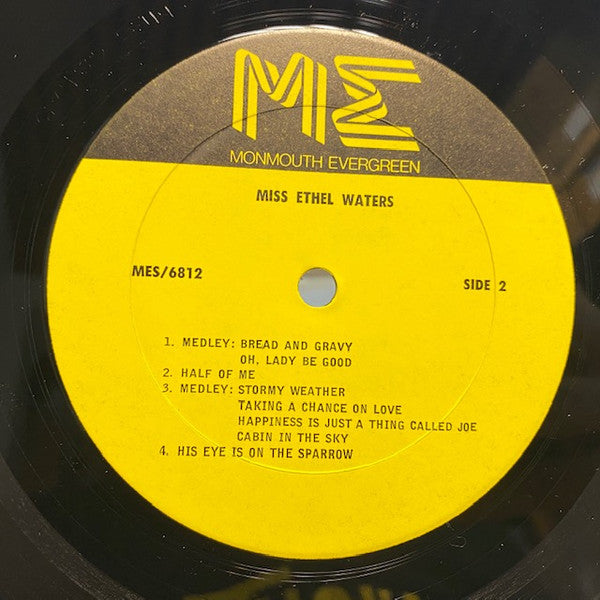 ME
MONMOUTH EVERGREEN
MISS ETHEL WATERS
MES/6812
SIDE 2
1. MEDLEY: BREAD AND GRAVY
OH, LADY BE GOOD
2. HALF OF ME
3. MEDLEY: STORMY WEATHER
TAKING A CHANCE ON LOVE
HAPPINESS IS JUST A THING CALLED JOE
CABIN IN THE SKY
4. HIS EYE IS ON THE SPARROW